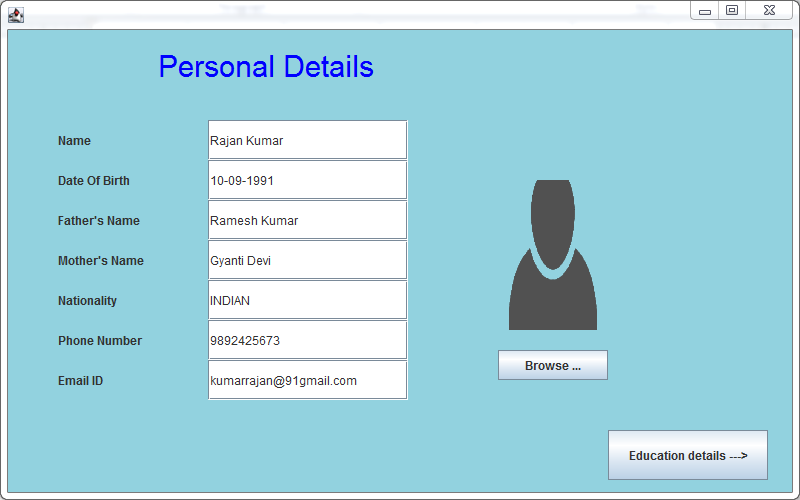 Personal Details
Name Rajan Kumar
Date Of Birth 10-09-1991
Father's Name Ramesh Kumar
Mother's Name Gyanti Devi
Nationality INDIAN
Phone Number 9892425673
Email ID kumarrajan@91gmail.com
Browse ...
Education details --->